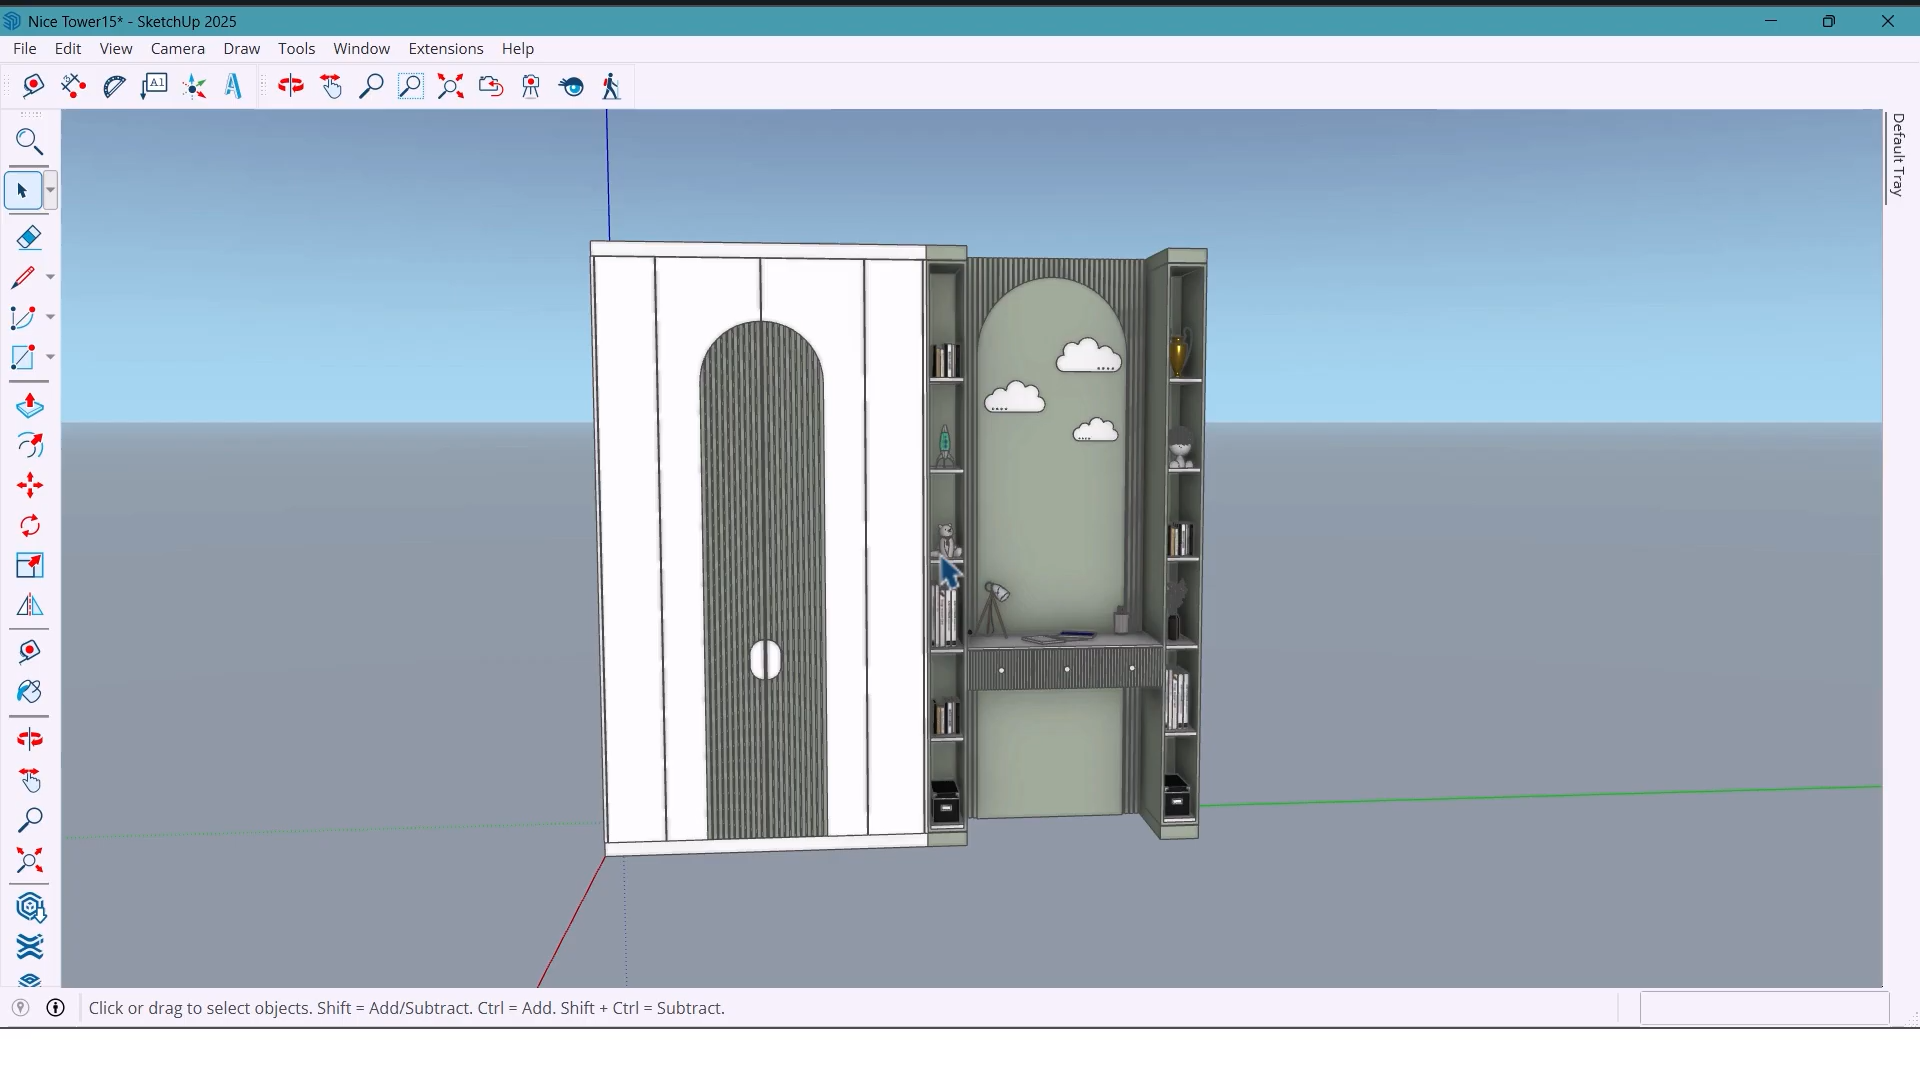 Nice Tower15* - SketchUp 2025
File Edit View Camera Draw Tools Window Extensions Help
A1
Default Tray
Click or drag to select objects. Shift = Add/Subtract. Ctrl = Add. Shift + Ctrl = Subtract.